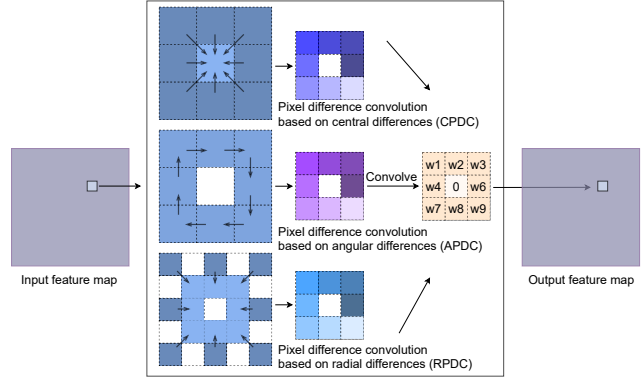 Pixel difference convolution
based on central differences (CPDC)
Input feature map
Pixel difference convolution
based on angular differences (APDC)
Convolve
w1 w2 w3
w4 0 w6
w7 w8 w9
Output feature map
Pixel difference convolution
based on radial differences (RPDC)